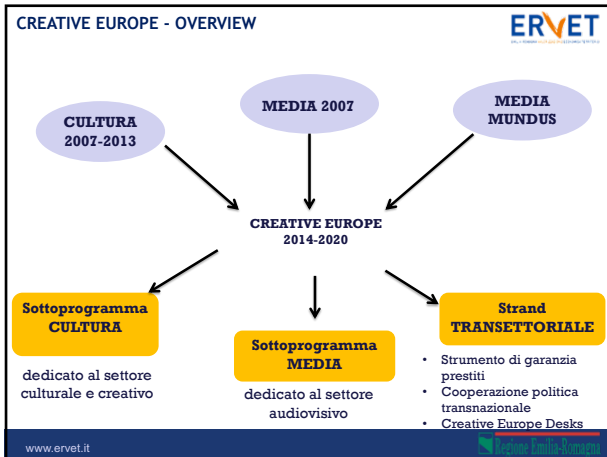 CREATIVE EUROPE - OVERVIEW
ERVET
CULTURA
2007-2013
MEDIA 2007
MEDIA
MUNDUS
CREATIVE EUROPE
2014-2020
Sottoprogramma
CULTURA
dedicato al settore
culturale e creativo
Sottoprogramma
MEDIA
dedicato al settore
audiovisivo
Strand
TRANSETTORIALE
• Strumento di garanzia
prestiti
• Cooperazione politica
transnazionale
• Creative Europe Desks
www.ervet.it
Regione Emilia-Romagna